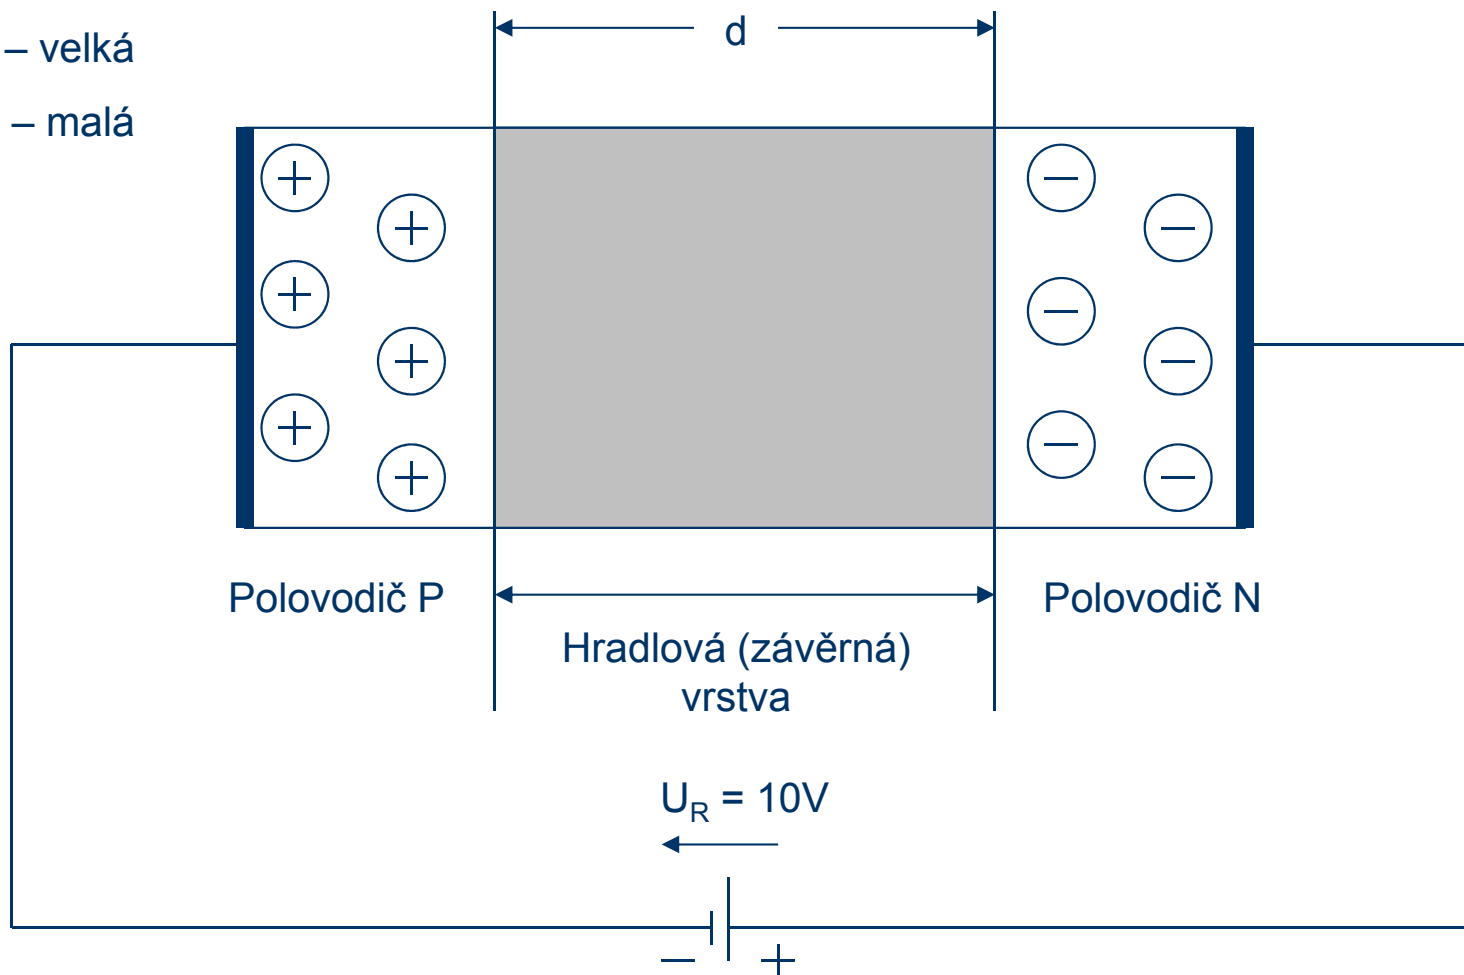 – velká
– malá
d
Polovodič P
Polovodič N
Hradlová (závěrná)
vrstva
U_R = 10V
– +